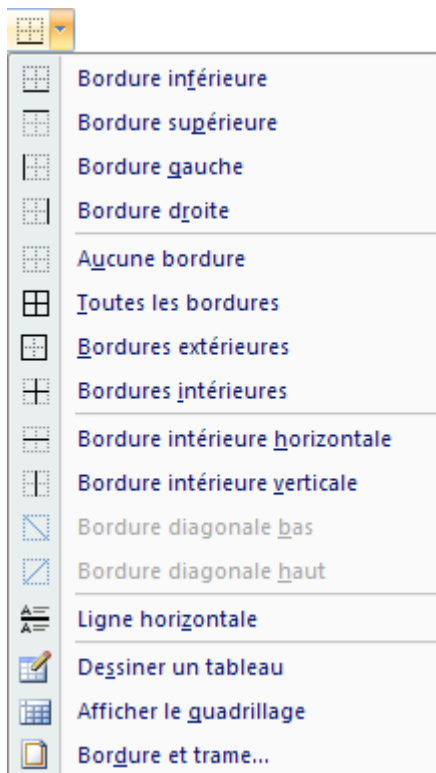 Bordure inférieure
Bordure supérieure
Bordure gauche
Bordure droite
Aucune bordure
Toutes les bordures
Bordures extérieures
Bordures intérieures
Bordure intérieure horizontale
Bordure intérieure verticale
Bordure diagonale bas
Bordure diagonale haut
Ligne horizontale
Dessiner un tableau
Afficher le quadrillage
Bordure et trame...